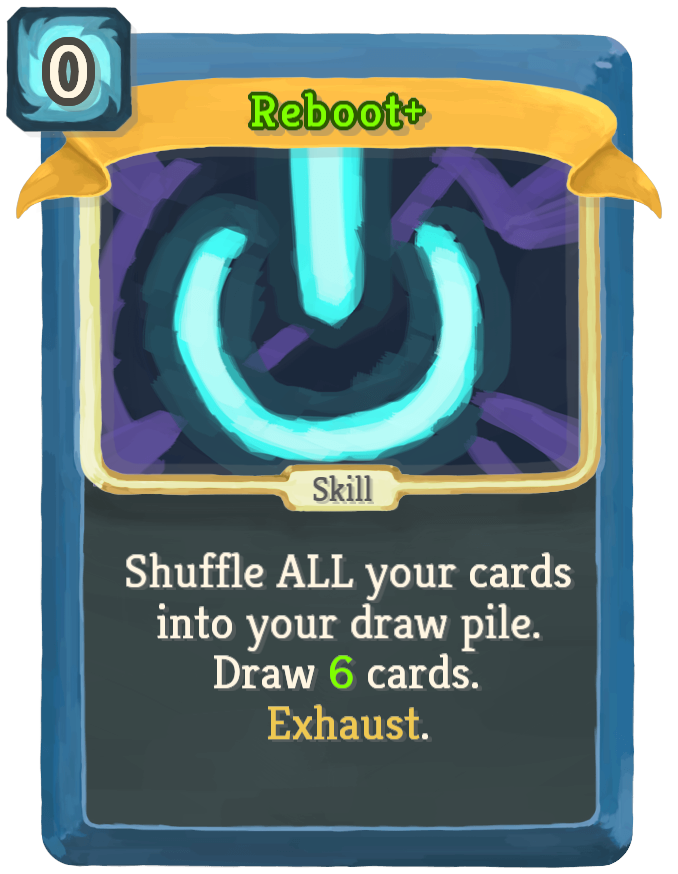 0
Reboot+
Skill
Shuffle ALL your cards
into your draw pile.
Draw 6 cards.
Exhaust.